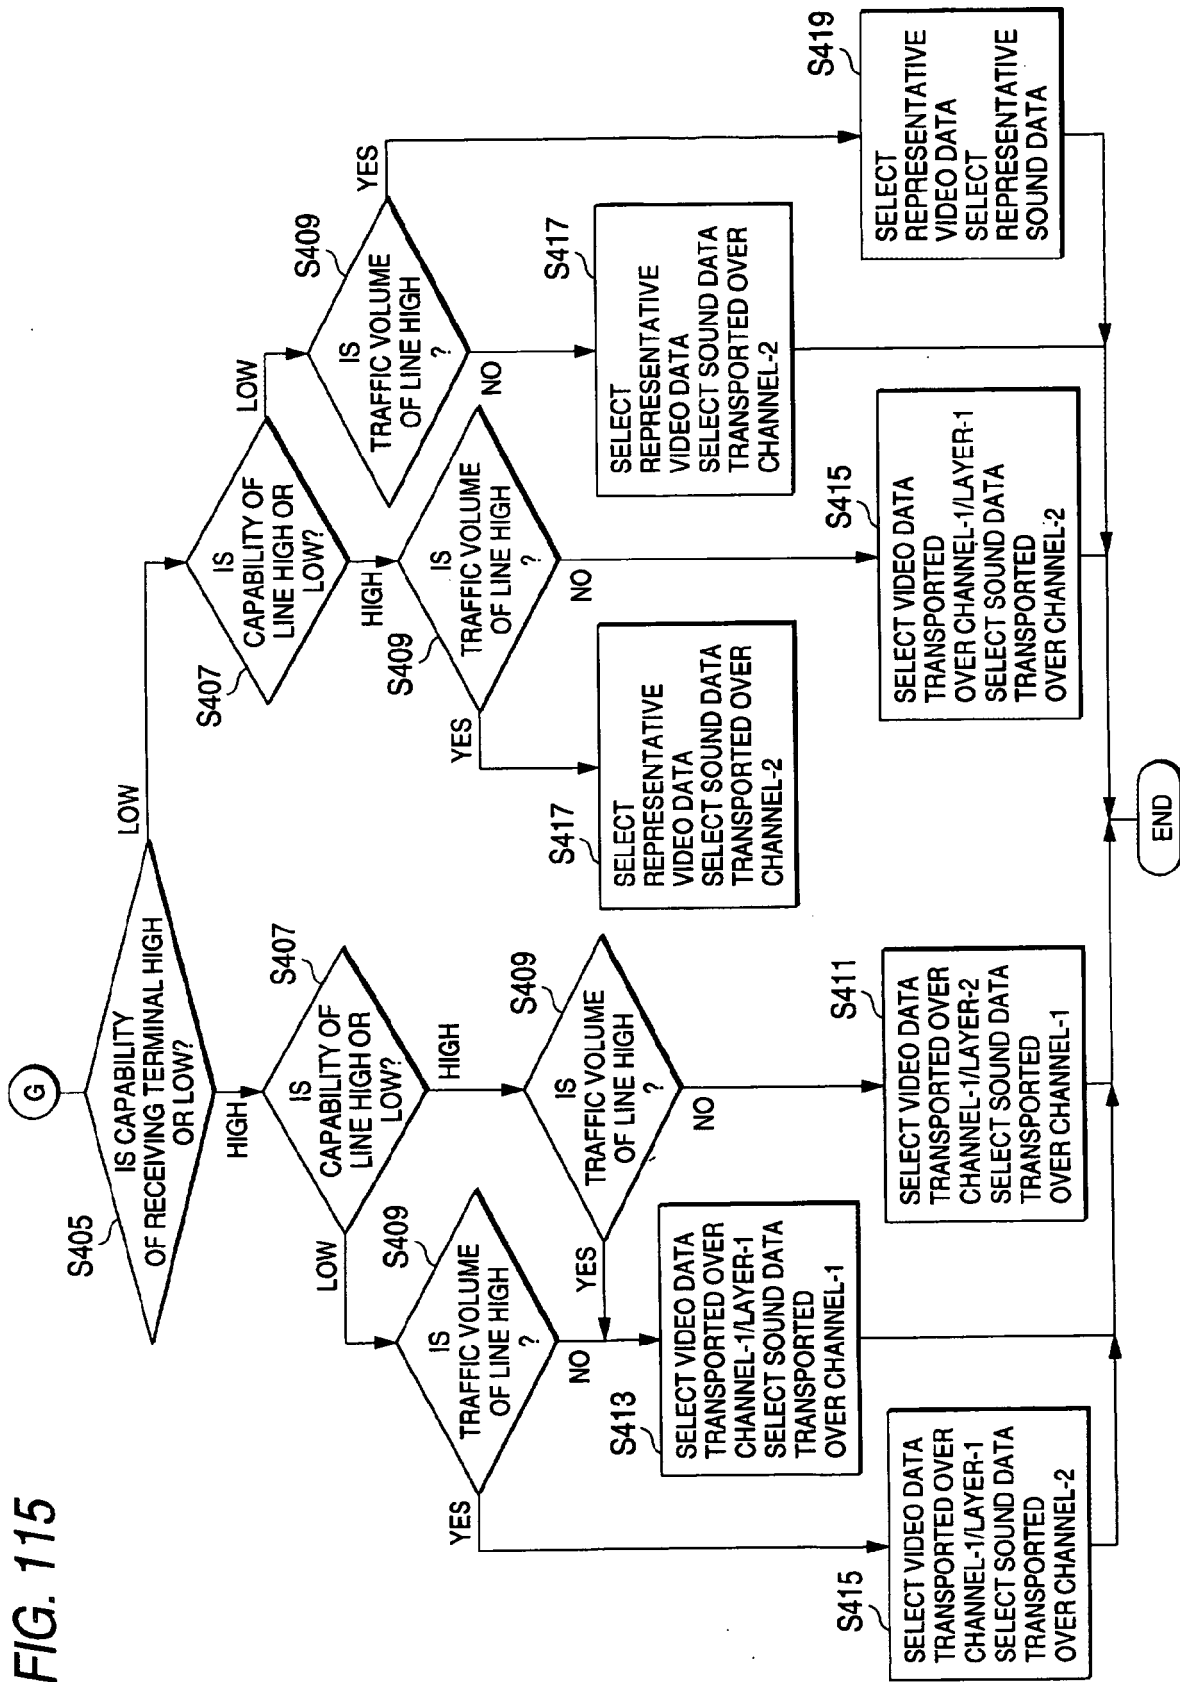 FIG. 115
G
S405
IS CAPABILITY
OF RECEIVING TERMINAL HIGH
OR LOW?
LOW
HIGH
S407
IS
CAPABILITY OF
LINE HIGH OR
LOW?
LOW
HIGH
S409
IS
TRAFFIC VOLUME
OF LINE HIGH
?
YES
NO
S409
IS
TRAFFIC VOLUME
OF LINE HIGH
?
YES
NO
S415
SELECT VIDEO DATA
TRANSPORTED OVER
CHANNEL-1/LAYER-1
SELECT SOUND DATA
TRANSPORTED
OVER CHANNEL-2
S413
SELECT VIDEO DATA
TRANSPORTED OVER
CHANNEL-1/LAYER-1
SELECT SOUND DATA
TRANSPORTED
OVER CHANNEL-1
S411
SELECT VIDEO DATA
TRANSPORTED OVER
CHANNEL-1/LAYER-2
SELECT SOUND DATA
TRANSPORTED
OVER CHANNEL-1
S407
IS
CAPABILITY OF
LINE HIGH OR
LOW?
LOW
HIGH
S409
IS
TRAFFIC VOLUME
OF LINE HIGH
?
YES
NO
S409
IS
TRAFFIC VOLUME
OF LINE HIGH
?
YES
NO
S417
SELECT
REPRESENTATIVE
VIDEO DATA
SELECT SOUND DATA
TRANSPORTED OVER
CHANNEL-2
S415
SELECT VIDEO DATA
TRANSPORTED
OVER CHANNEL-1/LAYER-1
SELECT SOUND DATA
TRANSPORTED
OVER CHANNEL-2
S417
SELECT
REPRESENTATIVE
VIDEO DATA
SELECT SOUND DATA
TRANSPORTED OVER
CHANNEL-2
S419
SELECT
REPRESENTATIVE
VIDEO DATA
SELECT
REPRESENTATIVE
SOUND DATA
END